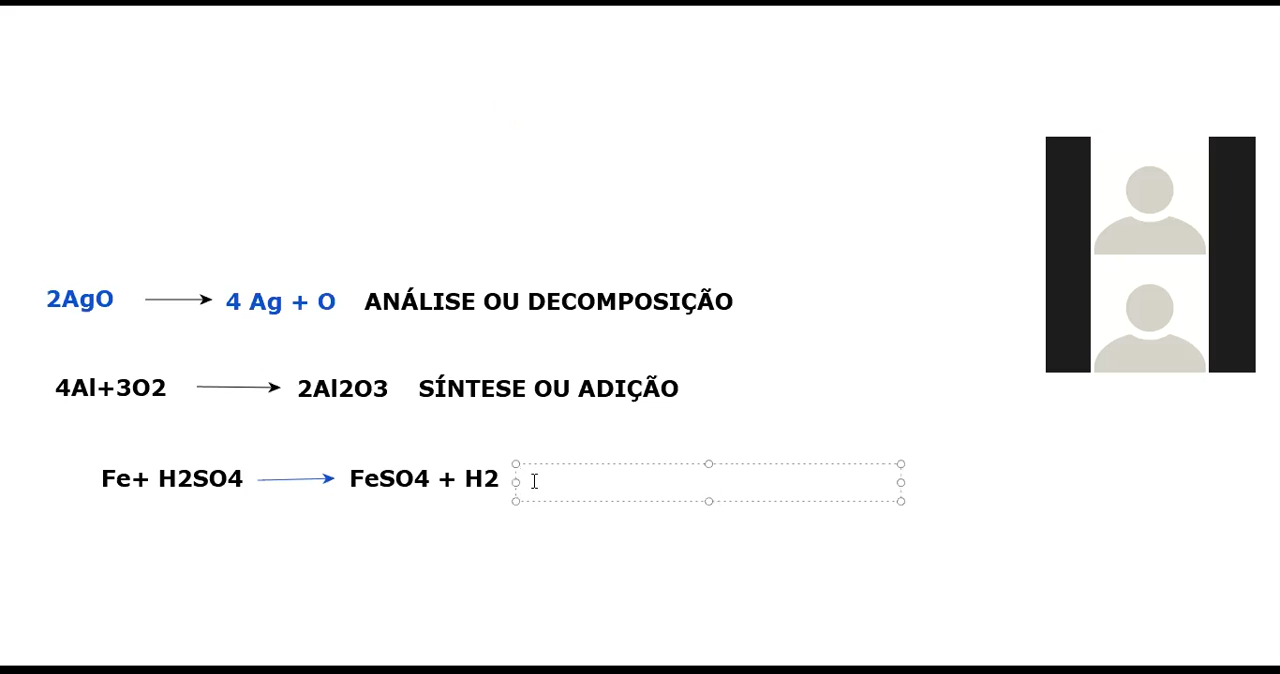 2AgO → 4 Ag + O ANÁLISE OU DECOMPOSIÇÃO
4Al+3O2 → 2Al2O3 SÍNTESE OU ADIÇÃO
Fe+ H2SO4 → FeSO4 + H2